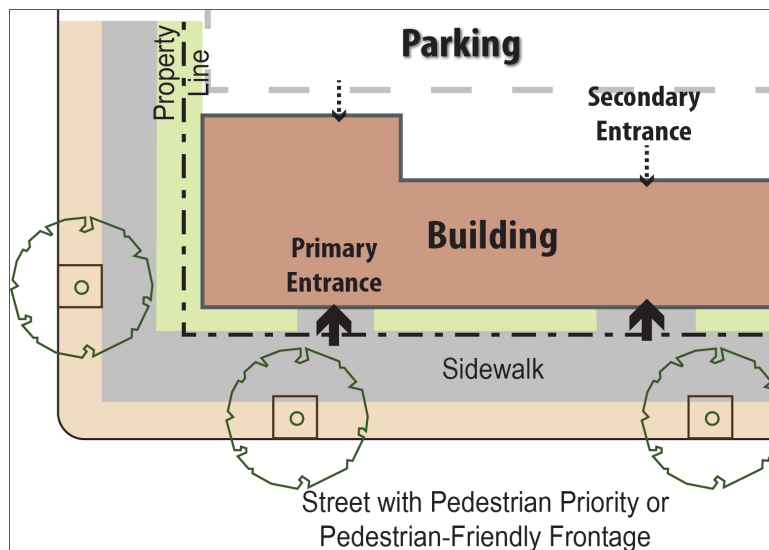 Parking
Property
Line
Secondary
Entrance
Primary
Entrance
Building
Sidewalk
Street with Pedestrian Priority or
Pedestrian-Friendly Frontage